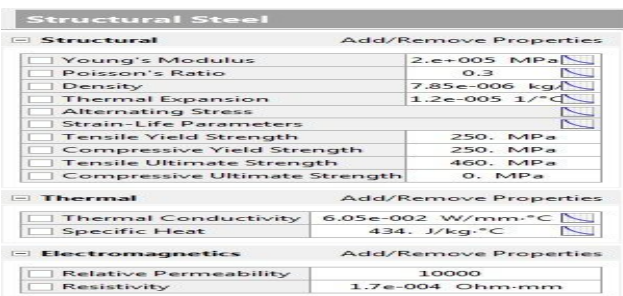 Structural Steel
Structural Add/Remove Properties
Young's Modulus 2.e+005 MPa
Poisson's Ratio 0.3
Density 7.85e-006 kg/
Thermal Expansion 1.2e-005 1/°C
Alternating Stress
Strain-Life Parameters
Tensile Yield Strength 250. MPa
Compressive Yield Strength 250. MPa
Tensile Ultimate Strength 460. MPa
Compressive Ultimate Strength 0. MPa
Thermal Add/Remove Properties
Thermal Conductivity 6.05e-002 W/mm·°C
Specific Heat 434. J/kg·°C
Electromagnetics Add/Remove Properties
Relative Permeability 10000
Resistivity 1.7e-004 Ohm·mm